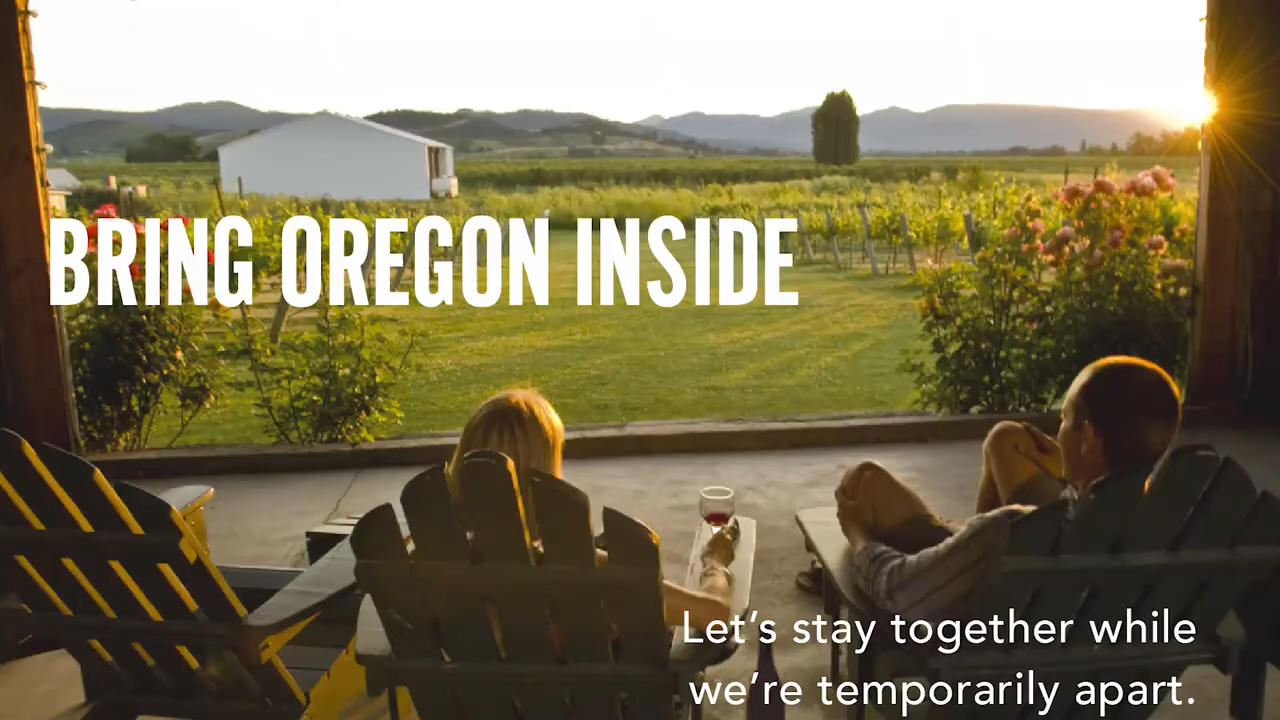 BRING OREGON INSIDE
Let's stay together while
we're temporarily apart.